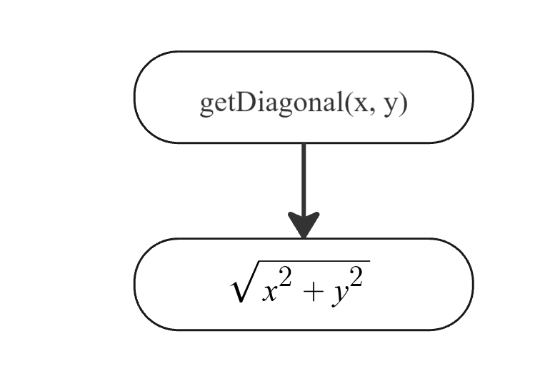 getDiagonal(x, y)
√x² + y²